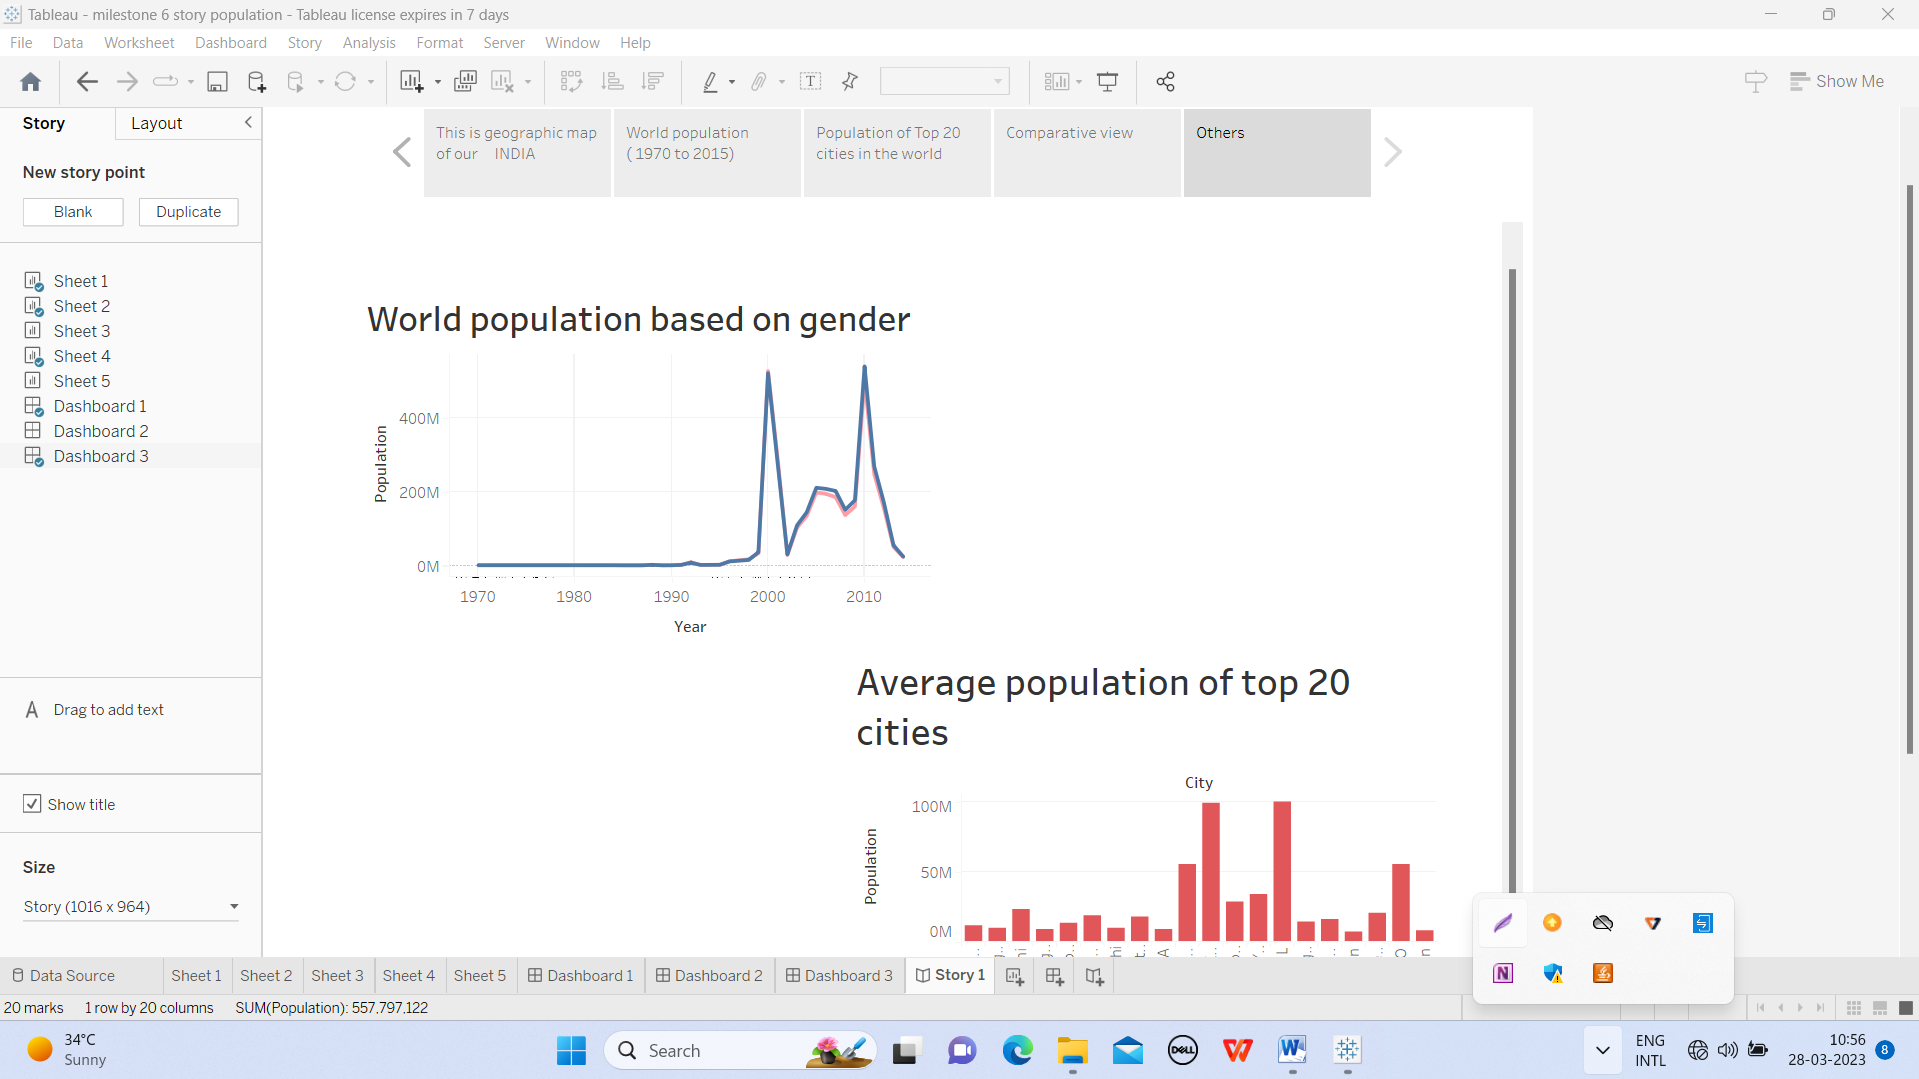 Tableau - milestone 6 story population - Tableau license expires in 7 days
File Data Worksheet Dashboard Story Analysis Format Server Window Help
Show Me
Story Layout
New story point
Blank Duplicate
Sheet 1
Sheet 2
Sheet 3
Sheet 4
Sheet 5
Dashboard 1
Dashboard 2
Dashboard 3
Drag to add text
Show title
Size
Story (1016 x 964)
This is geographic map
of our INDIA
World population
( 1970 to 2015)
Population of Top 20
cities in the world
Comparative view
Others
World population based on gender
Population
400M
200M
0M
1970 1980 1990 2000 2010
Year
Average population of top 20
cities
City
Population
100M
50M
0M
Data Source Sheet 1 Sheet 2 Sheet 3 Sheet 4 Sheet 5 Dashboard 1 Dashboard 2 Dashboard 3 Story 1
20 marks 1 row by 20 columns SUM(Population): 557,797,122
34°C
Sunny
Search
DELL
ENG
INTL
10:56
28-03-2023
8